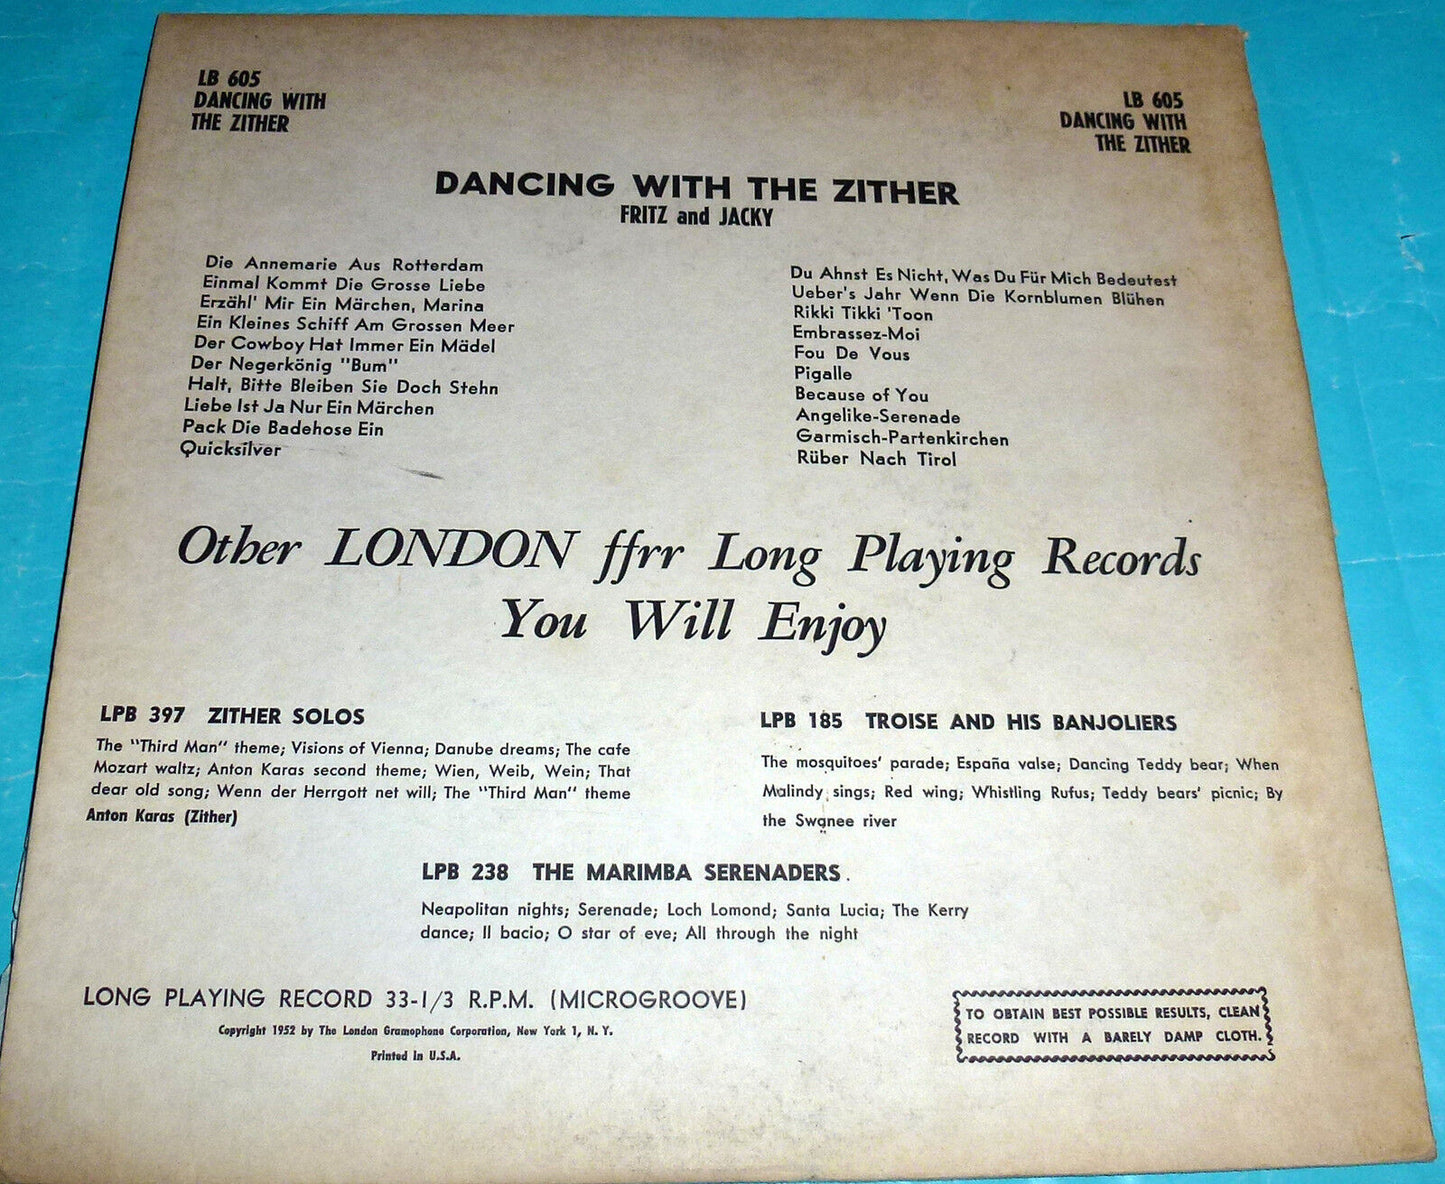 LB 605
DANCING WITH
THE ZITHER
LB 605
DANCING WITH
THE ZITHER
DANCING WITH THE ZITHER
FRITZ and JACKY
Die Annemarie Aus Rotterdam
Einmal Kommt Die Grosse Liebe
Erzähl' Mir Ein Märchen, Marina
Ein Kleines Schiff Am Grossen Meer
Der Cowboy Hat Immer Ein Mädel
Der Negerkönig "Bum"
Halt, Bitte Bleiben Sie Doch Stehn
Liebe Ist Ja Nur Ein Märchen
Pack Die Badehose Ein
Quicksilver
Du Ahnst Es Nicht, Was Du Für Mich Bedeutest
Ueber's Jahr Wenn Die Kornblumen Blühen
Rikki Tikki 'Toon
Embrassez-Moi
Fou De Vous
Pigalle
Because of You
Angelike-Serenade
Garmisch-Partenkirchen
Rüber Nach Tirol
Other LONDON ffrr Long Playing Records
You Will Enjoy
LPB 397 ZITHER SOLOS
The "Third Man" theme; Visions of Vienna; Danube dreams; The cafe
Mozart waltz; Anton Karas second theme; Wien, Weib, Wein; That
dear old song; Wenn der Herrgott net will; The "Third Man" theme
Anton Karas (Zither)
LPB 185 TROISE AND HIS BANJOLIERS
The mosquitoes' parade; España valse; Dancing Teddy bear; When
Malindy sings; Red wing; Whistling Rufus; Teddy bears' picnic; By
the Swanee river
LPB 238 THE MARIMBA SERENADERS.
Neapolitan nights; Serenade; Loch Lomond; Santa Lucia; The Kerry
dance; Il bacio; O star of eve; All through the night
LONG PLAYING RECORD 33-1/3 R.P.M. (MICROGROOVE)
Copyright 1952 by The London Gramophone Corporation, New York 1, N. Y.
Printed in U.S.A.
TO OBTAIN BEST POSSIBLE RESULTS, CLEAN
RECORD WITH A BARELY DAMP CLOTH.